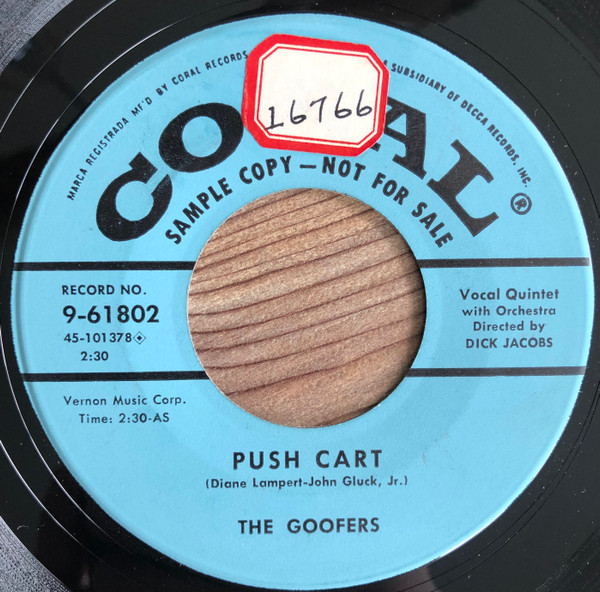 MARCA REGISTRADA MF'D BY CORAL RECORDS
A SUBSIDIARY OF DECCA RECORDS, INC.
16766
CO AL®
SAMPLE COPY — NOT FOR SALE
RECORD NO.
9-61802
45-101378
2:30
Vocal Quintet
with Orchestra
Directed by
DICK JACOBS
Vernon Music Corp.
Time: 2:30-AS
PUSH CART
(Diane Lampert-John Gluck, Jr.)
THE GOOFERS